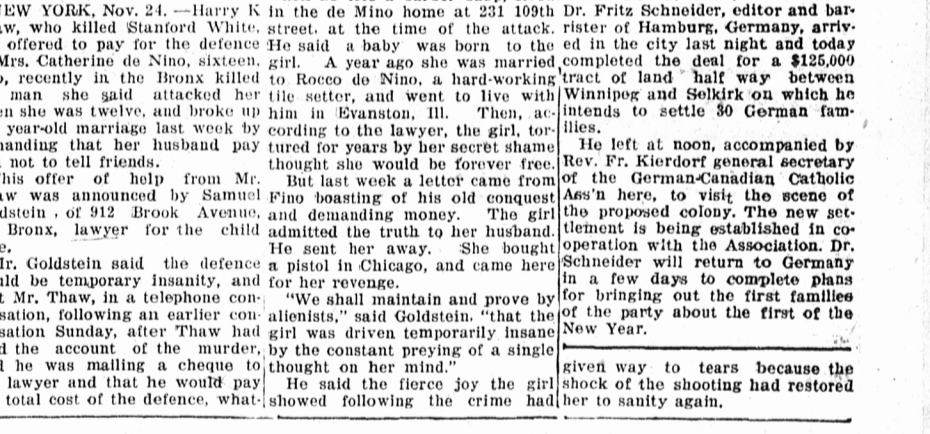 NEW YORK, Nov. 24. —Harry K
aw, who killed Stanford White,
offered to pay for the defence
Mrs. Catherine de Nino, sixteen.
, recently in the Bronx killed
man she said attacked her
en she was twelve, and broke up
year-old marriage last week by
nanding that her husband pay
not to tell friends.
his offer of help from Mr.
aw was announced by Samuel
ldstein , of 912 Brook Avenue,
Bronx, lawyer for the child
e.
Mr. Goldstein said the defence
uld be temporary insanity, and
t Mr. Thaw, in a telephone con-
sation, following an earlier con-
sation Sunday, after Thaw had
d the account of the murder,
d he was mailing a cheque to
lawyer and that he would pay
total cost of the defence, what-
in the de Mino home at 231 109th
street, at the time of the attack.
He said a baby was born to the
girl. A year ago she was married
to Rocco de Nino, a hard-working
tile setter, and went to live with
him in Evanston, Ill. Then, ac-
cording to the lawyer, the girl, tor-
tured for years by her secret shame
thought she would be forever free.
But last week a letter came from
Fino boasting of his old conquest
and demanding money. The girl
admitted the truth to her husband.
He sent her away. She bought
a pistol in Chicago, and came here
for her revenge.
"We shall maintain and prove by
alienists," said Goldstein. "that the
girl was driven temporarily insane
by the constant preying of a single
thought on her mind."
He said the fierce joy the girl
showed following the crime had
Dr. Fritz Schneider, editor and bar-
rister of Hamburg, Germany, arriv-
ed in the city last night and today
completed the deal for a $125,000
tract of land half way between
Winnipeg and Selkirk on which he
intends to settle 30 German fam-
ilies.
He left at noon, accompanied by
Rev. Fr. Kierdorf general secretary
of the German-Canadian Catholic
Ass'n here, to visit the scene of
the proposed colony. The new set-
tlement is being established in co-
operation with the Association. Dr.
Schneider will return to Germany
in a few days to complete plans
for bringing out the first families
of the party about the first of the
New Year.
given way to tears because the
shock of the shooting had restored
her to sanity again.